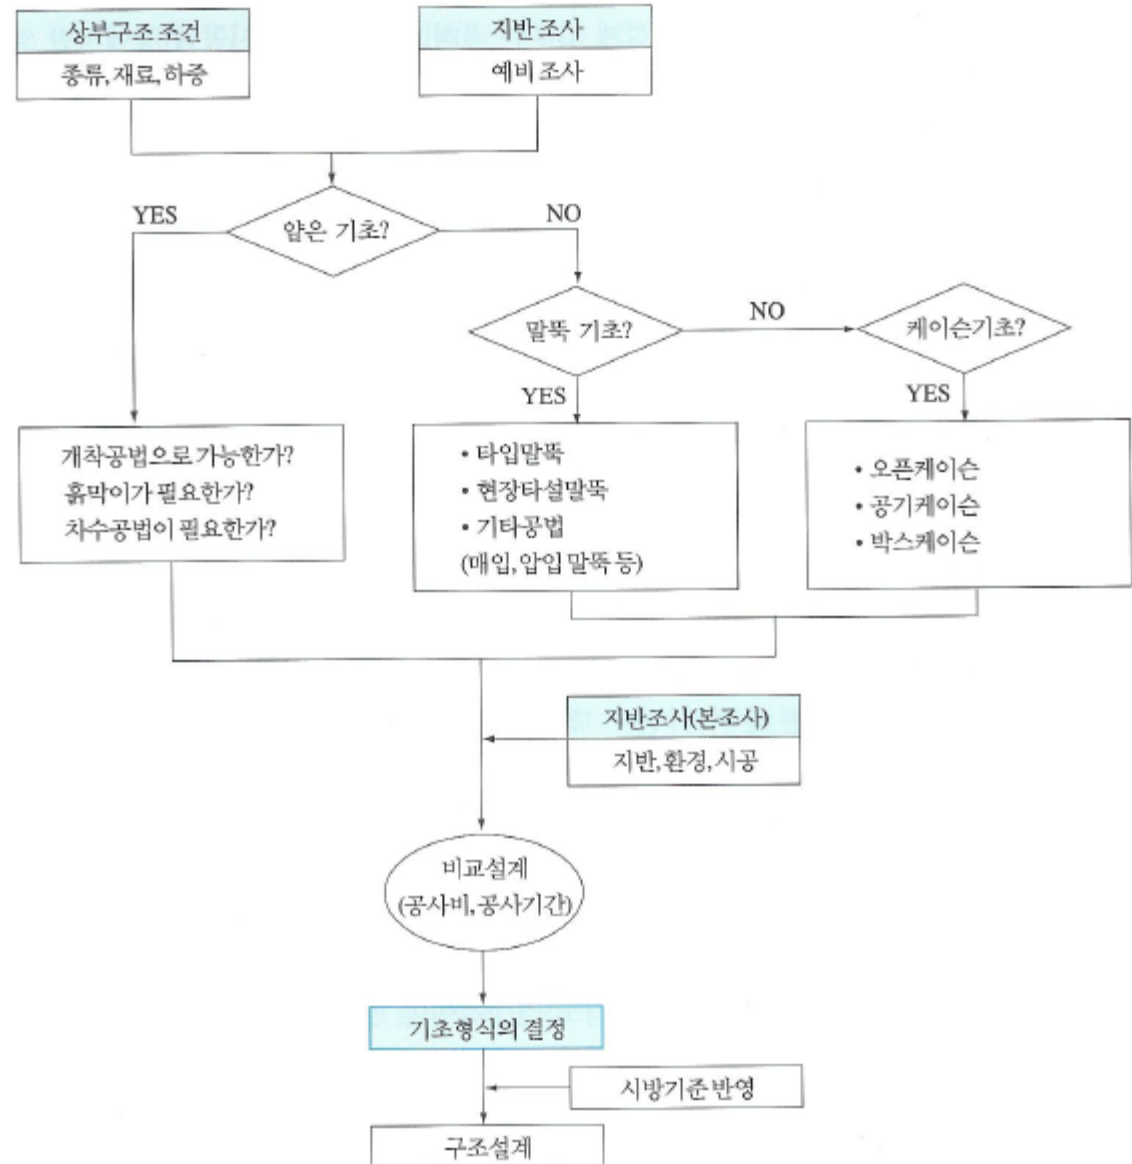 상부구조 조건
종류, 재료, 하중
지반 조사
예비 조사
얕은 기초?
YES
NO
말뚝 기초?
NO
케이슨기초?
YES
YES
개착공법으로 가능한가?
흙막이가 필요한가?
차수공법이 필요한가?
• 타입말뚝
• 현장타설말뚝
• 기타공법
(매입, 압입 말뚝 등)
• 오픈케이슨
• 공기케이슨
• 박스케이슨
지반조사(본조사)
지반, 환경, 시공
비교설계
(공사비, 공사기간)
기초형식의 결정
시방기준 반영
구조설계